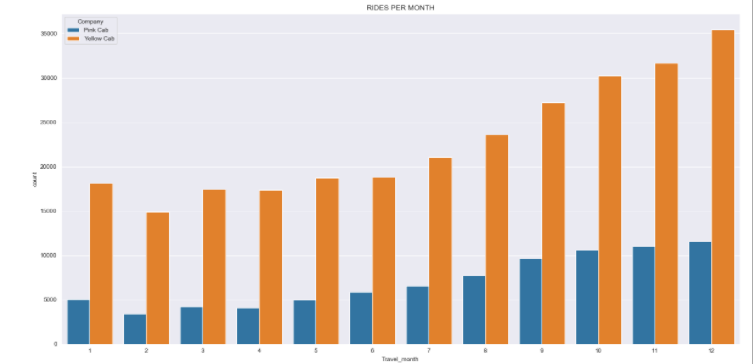 RIDES PER MONTH
Company
Pink Cab
Yellow Cab
35000
30000
25000
20000
15000
10000
5000
0
count
1 2 3 4 5 6 7 8 9 10 11 12
Travel_month